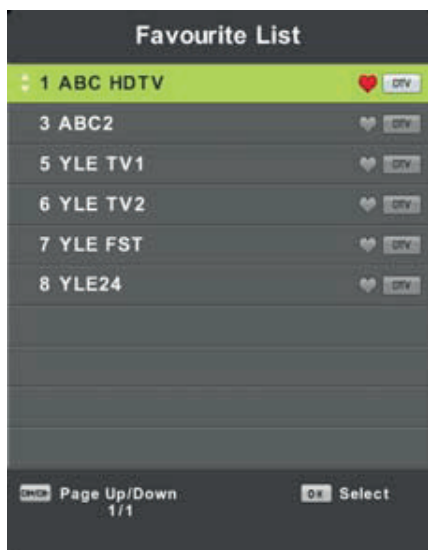 Favourite List
1 ABC HDTV DTV
3 ABC2 DTV
5 YLE TV1 DTV
6 YLE TV2 DTV
7 YLE FST DTV
8 YLE24 DTV
Page Up/Down OK Select
1/1